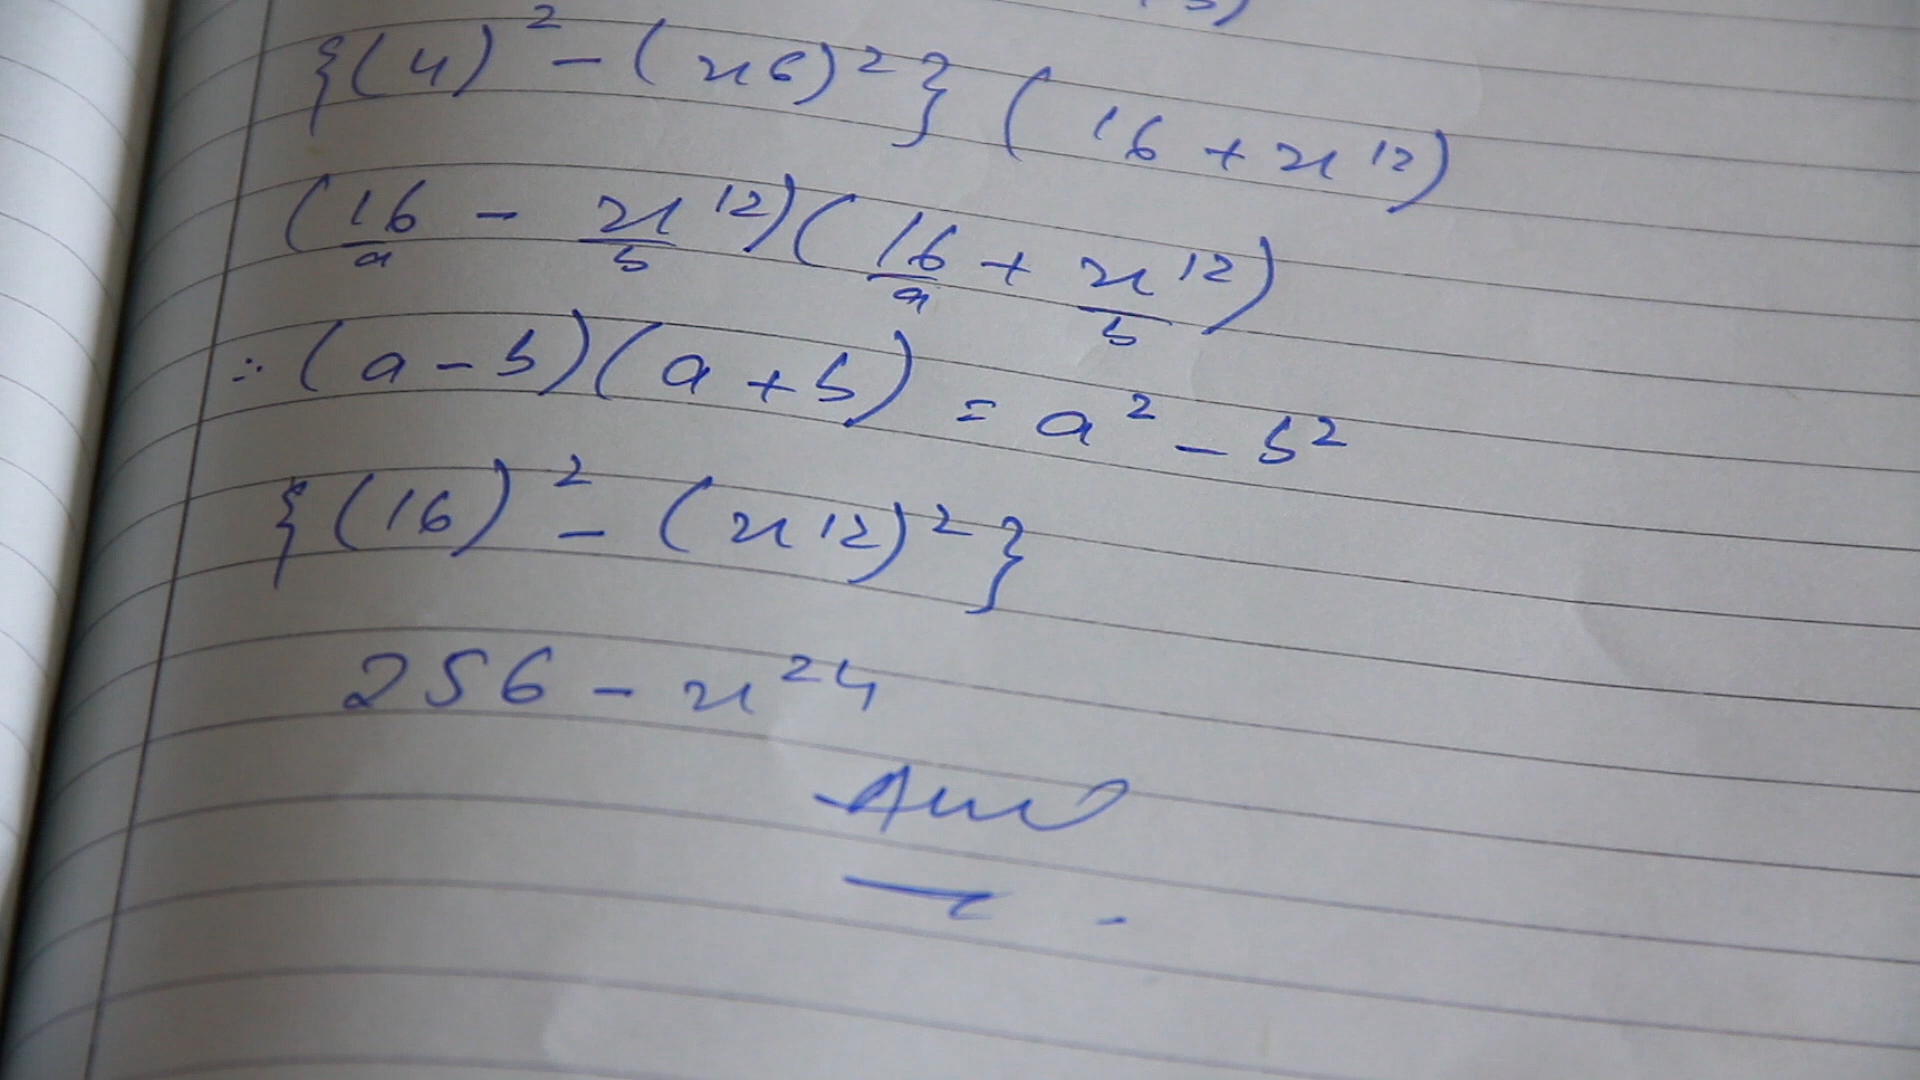 {(4)² - (x⁶)²} (16 + x¹²)
(16 - x¹²)(16 + x¹²)
a b a b
∴ (a - b)(a + b) = a² - b²
{(16)² - (x¹²)²}
256 - x²⁴
Ans